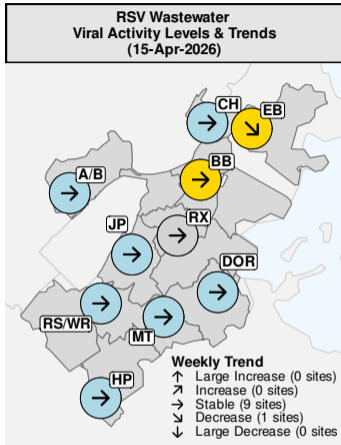 RSV Wastewater
Viral Activity Levels & Trends
(15-Apr-2026)
CH
EB
BB
A/B
RX
JP
DOR
RS/WR
MT
HP
Weekly Trend
↑ Large Increase (0 sites)
↗ Increase (0 sites)
→ Stable (9 sites)
↘ Decrease (1 sites)
↓ Large Decrease (0 sites)